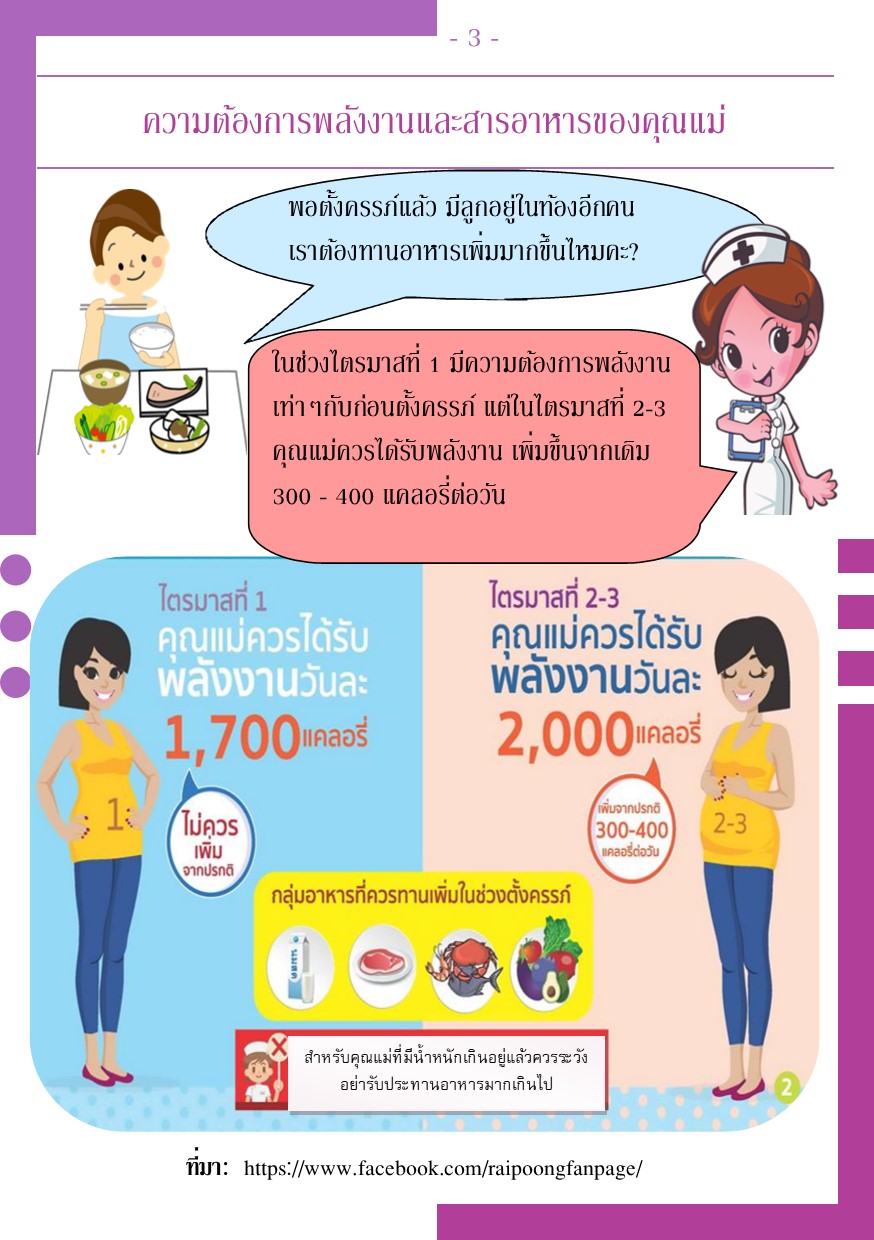 - 3 -
ความต้องการพลังงานและสารอาหารของคุณแม่
พอตั้งครรภ์แล้ว มีลูกอยู่ในท้องอีกคน
เราต้องทานอาหารเพิ่มมากขึ้นไหมคะ?
ในช่วงไตรมาสที่ 1 มีความต้องการพลังงาน
เท่าๆกับก่อนตั้งครรภ์ แต่ในไตรมาสที่ 2-3
คุณแม่ควรได้รับพลังงาน เพิ่มขึ้นจากเดิม
300 - 400 แคลอรี่ต่อวัน
ไตรมาสที่ 1
คุณแม่ควรได้รับ
พลังงานวันละ
1,700แคลอรี่
1
ไม่ควร
เพิ่ม
จากปรกติ
ไตรมาสที่ 2-3
คุณแม่ควรได้รับ
พลังงานวันละ
2,000แคลอรี่
เพิ่มจากปรกติ
300-400
แคลอรี่ต่อวัน
2-3
กลุ่มอาหารที่ควรทานเพิ่มในช่วงตั้งครรภ์
นมสด
สำหรับคุณแม่ที่มีน้ำหนักเกินอยู่แล้วควรระวัง
อย่ารับประทานอาหารมากเกินไป
2
ที่มา: https://www.facebook.com/raipoongfanpage/